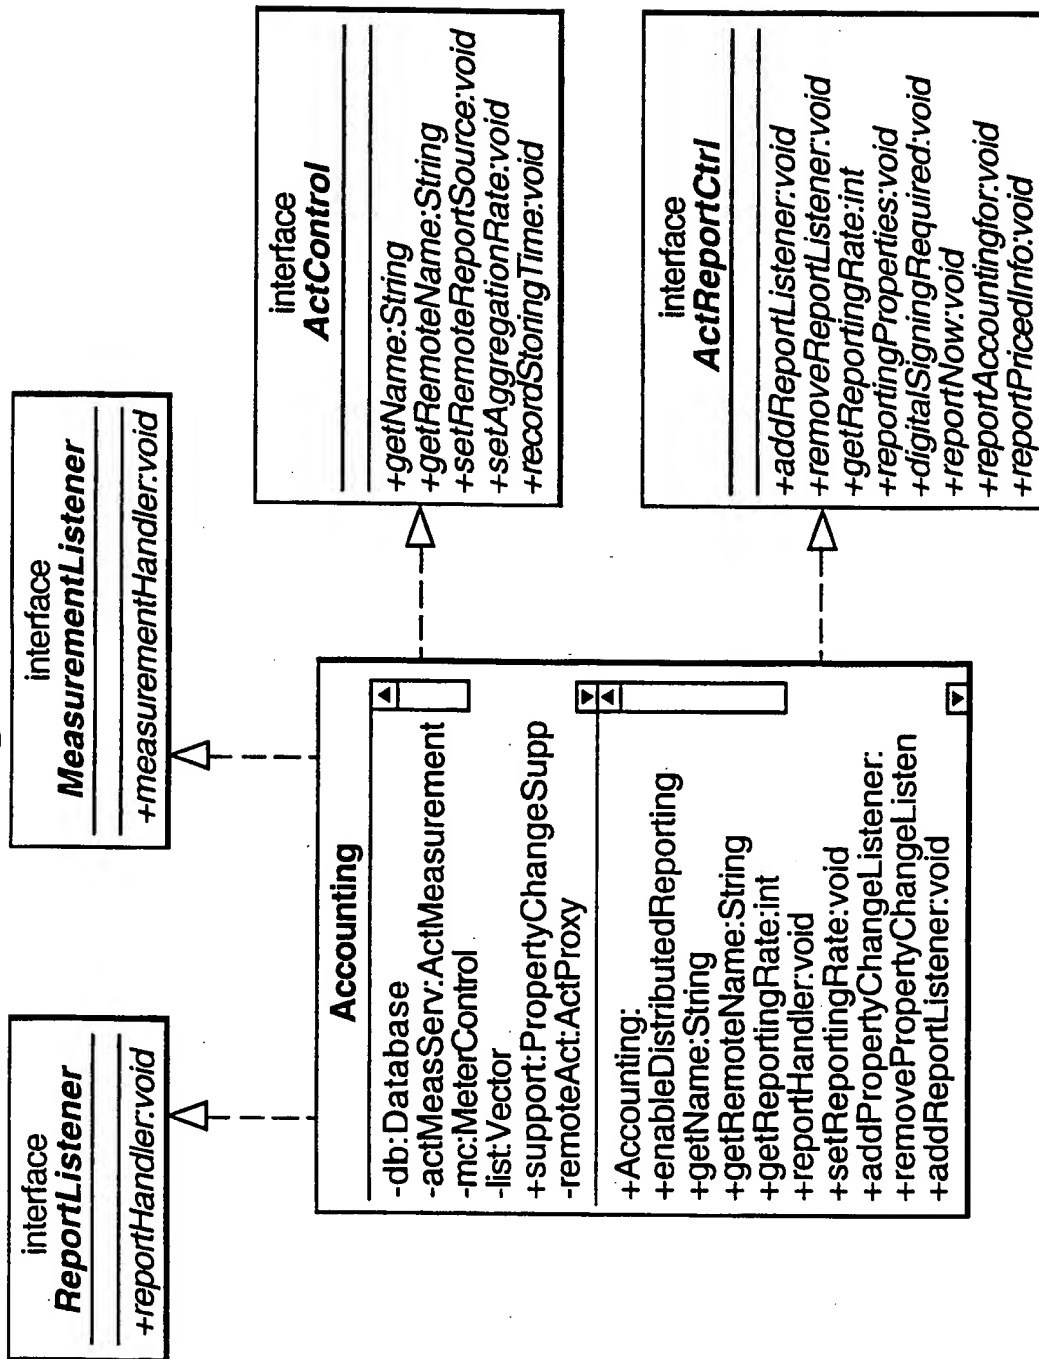 interface
ReportListener
+reportHandler:void
interface
MeasurementListener
+measurementHandler:void
Accounting
-db:Database
-actMeasServ:ActMeasurement
-mc:MeterControl
-list:Vector
+support:PropertyChangeSupp
-remoteAct:ActProxy
+Accounting:
+enableDistributedReporting
+getName:String
+getRemoteName:String
+getReportingRate:int
+reportHandler:void
+setReportingRate:void
+addPropertyChangeListener:
+removePropertyChangeListen
+addReportListener:void
interface
ActControl
+getName:String
+getRemoteName:String
+setRemoteReportSource:void
+setAggregationRate:void
+recordStoringTime:void
interface
ActReportCtrl
+addReportListener:void
+removeReportListener:void
+getReportingRate:int
+reportingProperties:void
+digitalSigningRequired:void
+reportNow:void
+reportAccountingfor:void
+reportPricedInfo:void